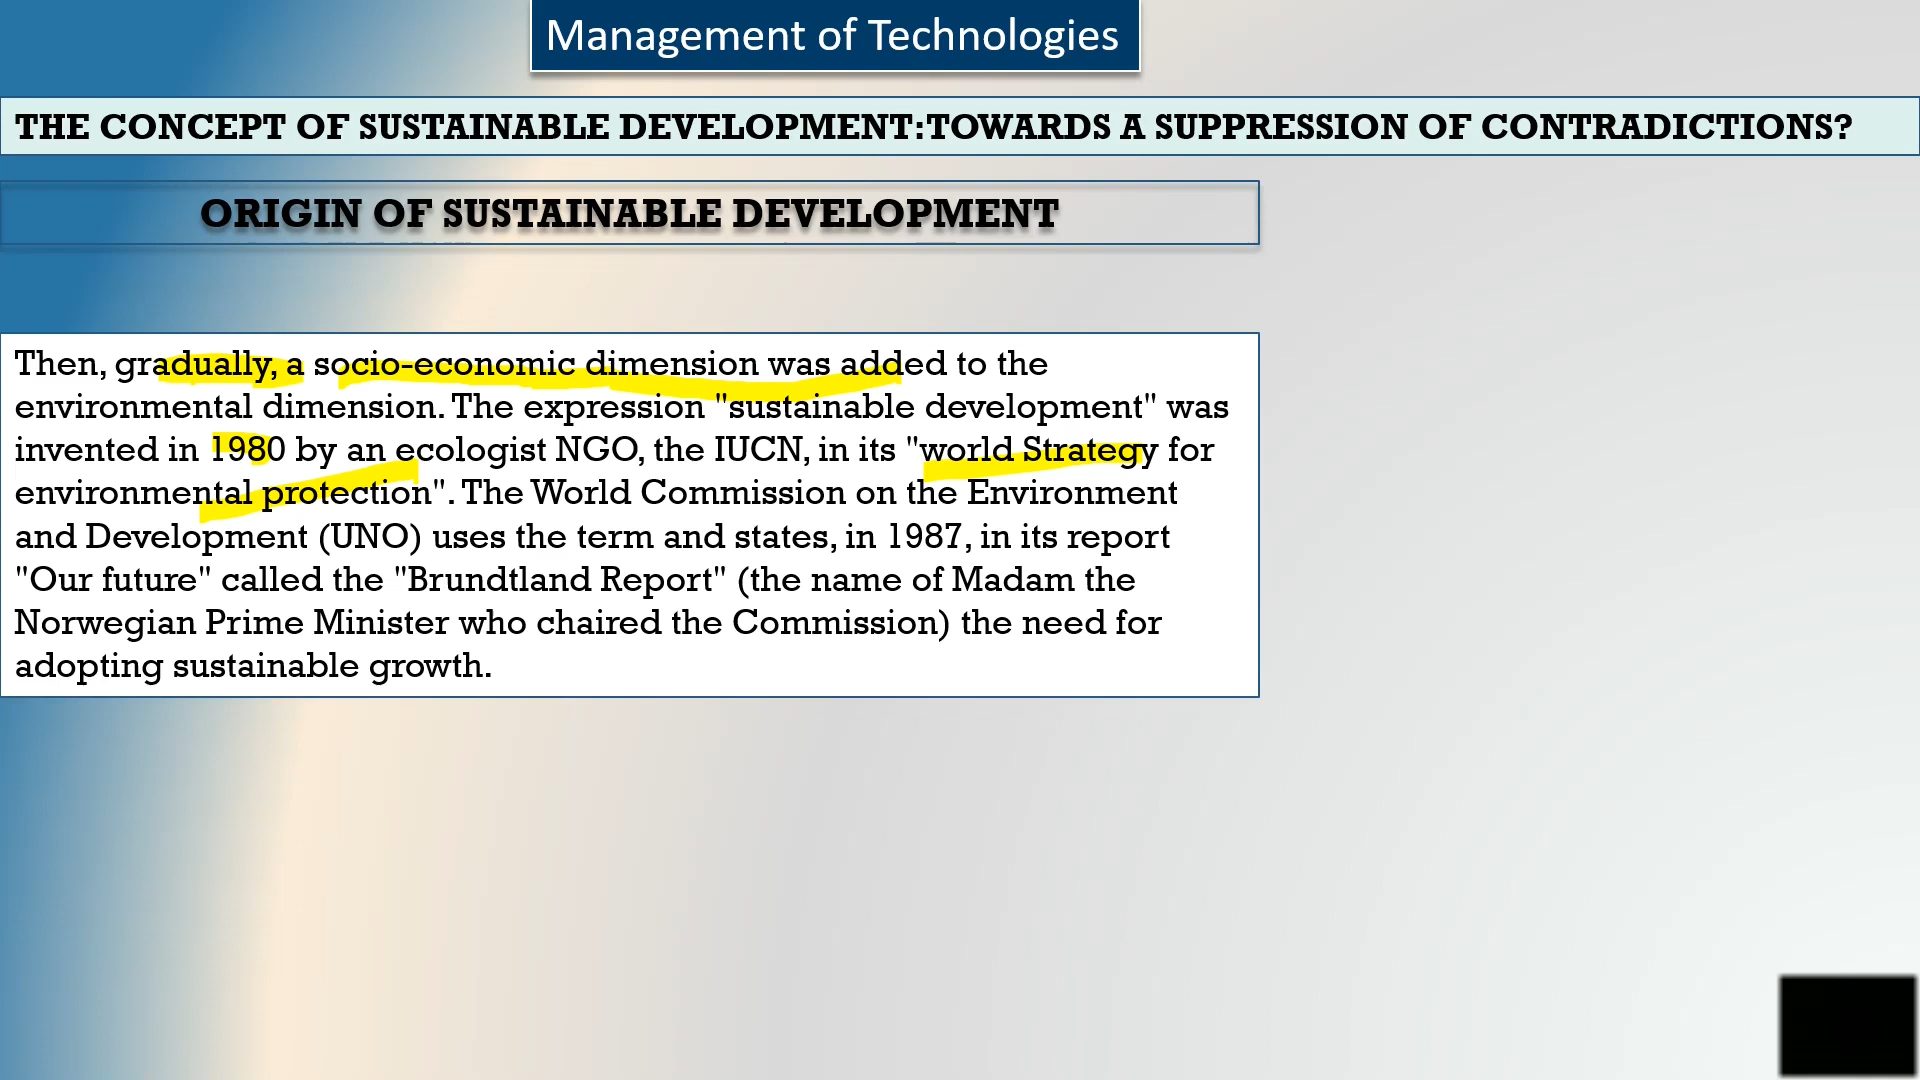 Management of Technologies
THE CONCEPT OF SUSTAINABLE DEVELOPMENT:TOWARDS A SUPPRESSION OF CONTRADICTIONS?
ORIGIN OF SUSTAINABLE DEVELOPMENT
Then, gradually, a socio-economic dimension was added to the
environmental dimension. The expression "sustainable development" was
invented in 1980 by an ecologist NGO, the IUCN, in its "world Strategy for
environmental protection". The World Commission on the Environment
and Development (UNO) uses the term and states, in 1987, in its report
"Our future" called the "Brundtland Report" (the name of Madam the
Norwegian Prime Minister who chaired the Commission) the need for
adopting sustainable growth.